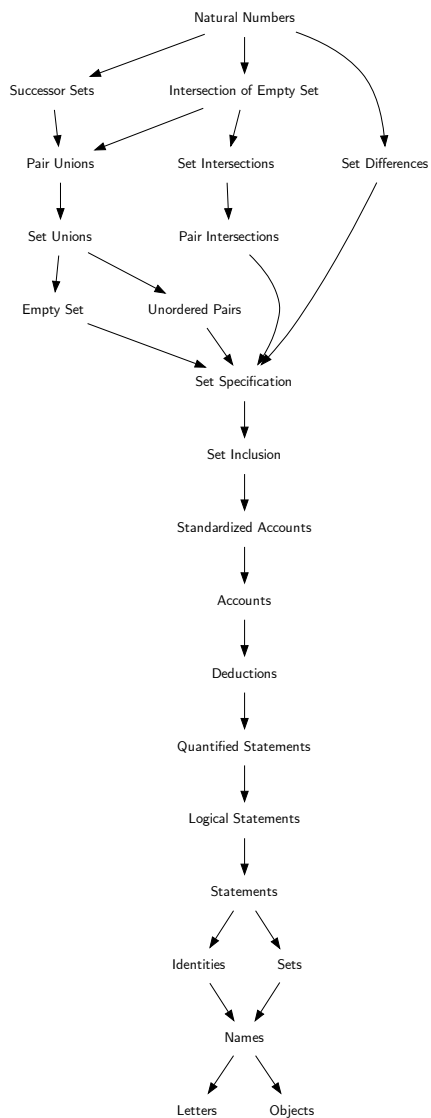 Natural Numbers
Successor Sets
Intersection of Empty Set
Pair Unions
Set Intersections
Set Differences
Set Unions
Pair Intersections
Empty Set
Unordered Pairs
Set Specification
Set Inclusion
Standardized Accounts
Accounts
Deductions
Quantified Statements
Logical Statements
Statements
Identities
Sets
Names
Letters
Objects